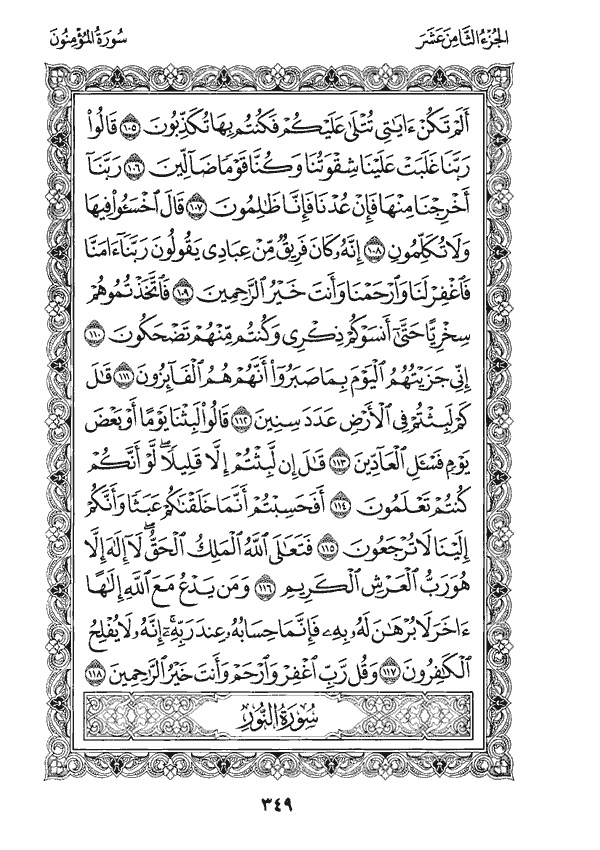 الجزء الثامن عشر
سورة المؤمنون
أَلَمْ تَكُنْ ءَايَٰتِى تُتْلَىٰ عَلَيْكُمْ فَكُنتُم بِهَا تُكَذِّبُونَ ١٠٥ قَالُوا۟
رَبَّنَا غَلَبَتْ عَلَيْنَا شِقْوَتُنَا وَكُنَّا قَوْمًا ضَآلِّينَ ١٠٦ رَبَّنَآ
أَخْرِجْنَا مِنْهَا فَإِنْ عُدْنَا فَإِنَّا ظَٰلِمُونَ ١٠٧ قَالَ ٱخْسَـُٔوا۟ فِيهَا
وَلَا تُكَلِّمُونِ ١٠٨ إِنَّهُۥ كَانَ فَرِيقٌ مِّنْ عِبَادِى يَقُولُونَ رَبَّنَآ ءَامَنَّا
فَٱغْفِرْ لَنَا وَٱرْحَمْنَا وَأَنتَ خَيْرُ ٱلرَّٰحِمِينَ ١٠٩ فَٱتَّخَذْتُمُوهُمْ
سِخْرِيًّا حَتَّىٰٓ أَنسَوْكُمْ ذِكْرِى وَكُنتُم مِّنْهُمْ تَضْحَكُونَ ١١٠
إِنِّى جَزَيْتُهُمُ ٱلْيَوْمَ بِمَا صَبَرُوٓا۟ أَنَّهُمْ هُمُ ٱلْفَآئِزُونَ ١١١ قَٰلَ
كَمْ لَبِثْتُمْ فِى ٱلْأَرْضِ عَدَدَ سِنِينَ ١١٢ قَالُوا۟ لَبِثْنَا يَوْمًا أَوْ بَعْضَ
يَوْمٍ فَسْـَٔلِ ٱلْعَآدِّينَ ١١٣ قَٰلَ إِن لَّبِثْتُمْ إِلَّا قَلِيلًا ۖ لَّوْ أَنَّكُمْ
كُنتُمْ تَعْلَمُونَ ١١٤ أَفَحَسِبْتُمْ أَنَّمَا خَلَقْنَٰكُمْ عَبَثًا وَأَنَّكُمْ
إِلَيْنَا لَا تُرْجَعُونَ ١١٥ فَتَعَٰلَى ٱللَّهُ ٱلْمَلِكُ ٱلْحَقُّ ۖ لَآ إِلَٰهَ إِلَّا
هُوَ رَبُّ ٱلْعَرْشِ ٱلْكَرِيمِ ١١٦ وَمَن يَدْعُ مَعَ ٱللَّهِ إِلَٰهًا
ءَاخَرَ لَا بُرْهَٰنَ لَهُۥ بِهِۦ فَإِنَّمَا حِسَابُهُۥ عِندَ رَبِّهِۦٓ ۚ إِنَّهُۥ لَا يُفْلِحُ
ٱلْكَٰفِرُونَ ١١٧ وَقُل رَّبِّ ٱغْفِرْ وَٱرْحَمْ وَأَنتَ خَيْرُ ٱلرَّٰحِمِينَ ١١٨
سُورَةُ النُّورِ
٣٤٩